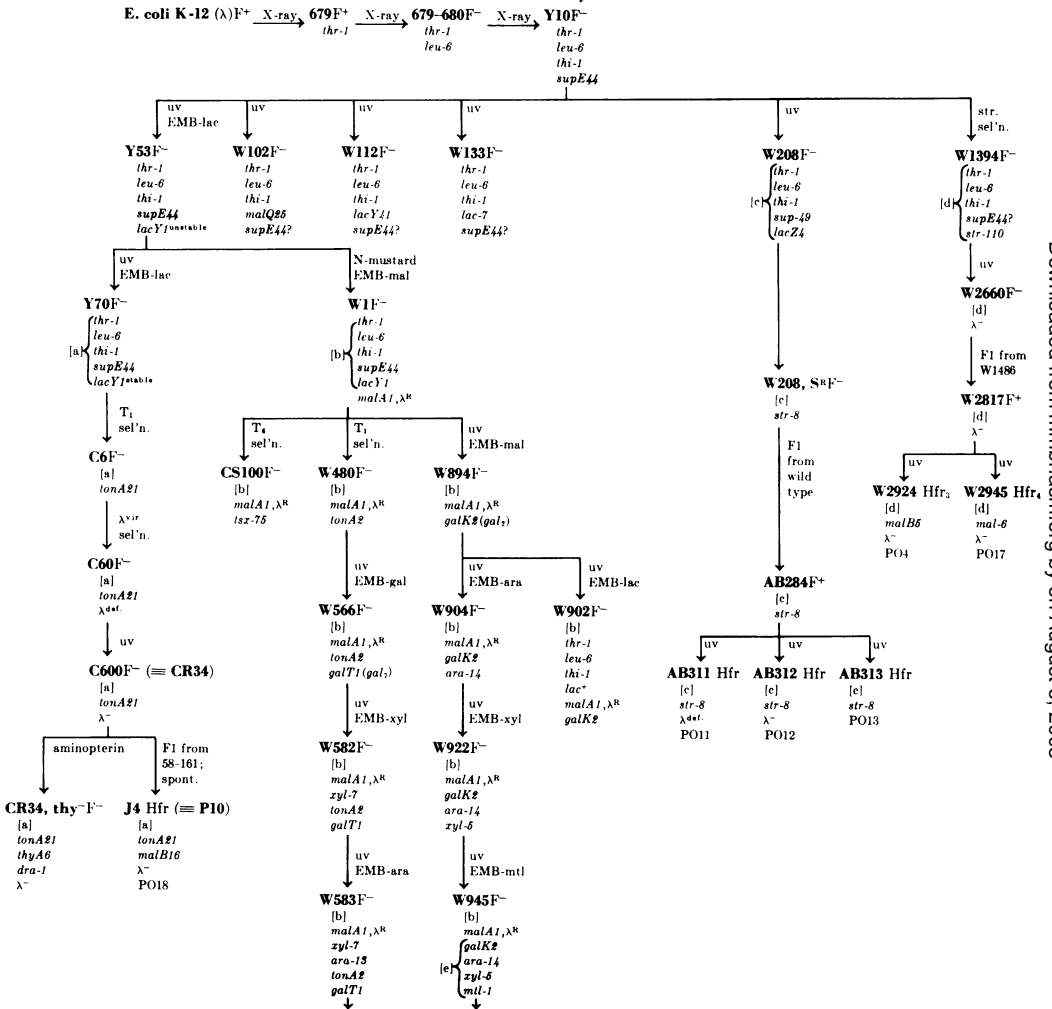 E. coli K-12 (λ)F⁺ X-ray 679F⁺ X-ray 679-680F⁻ X-ray Y10F⁻
thr-1 thr-1 thr-1
leu-6 leu-6
thi-1
supE44
uv uv uv uv uv str.
EMB-lac sel'n.
Y53F⁻ W102F⁻ W112F⁻ W133F⁻ W208F⁻ W1394F⁻
thr-1 thr-1 thr-1 thr-1 thr-1 thr-1
leu-6 leu-6 leu-6 leu-6 leu-6 leu-6
thi-1 thi-1 thi-1 thi-1 [c] thi-1 [d] thi-1
supE44 malQ25 lacY41 lac-7 sup-49 supE44?
lacY1ᵘⁿˢᵗᵃᵇˡᵉ supE44? supE44? supE44? lacZ4 str-110
uv N-mustard uv
EMB-lac EMB-mal
Y70F⁻ W1F⁻ W2660F⁻
thr-1 thr-1 [d]
leu-6 leu-6 λ⁻
[a] thi-1 [b] thi-1 F1 from
supE44 supE44 W1486
lacY1ˢᵗᵃᵇˡᵉ lacY1
malA1,λᴿ
W208, SᴿF⁻ W2817F⁺
[c] [d]
str-8 λ⁻
T₁ T₆ T₁ uv uv uv
sel'n. sel'n. sel'n. EMB-mal
C6F⁻ CS100F⁻ W480F⁻ W894F⁻ F1 W2924 Hfr₃ W2945 Hfr₄
[a] [b] [b] [b] from [d] [d]
tonA21 malA1,λᴿ malA1,λᴿ malA1,λᴿ wild malB5 mal-6
tsx-75 tonA2 galK2(gal₂) type λ⁻ λ⁻
PO4 PO17
λᵛⁱʳ
sel'n.
C60F⁻ uv uv uv
[a] EMB-gal EMB-ara EMB-lac
tonA21
λᵈᵉᶠ·
AB284F⁺
[c]
str-8
W566F⁻ W904F⁻ W902F⁻
[b] [b] [b]
malA1,λᴿ malA1,λᴿ thr-1
tonA2 galK2 leu-6
galT1(gal₁) ara-14 thi-1
lac⁺
malA1,λᴿ
galK2
uv uv uv uv
C600F⁻ (≡ CR34) AB311 Hfr AB312 Hfr AB313 Hfr
[a] [c] [c] [c]
tonA21 str-8 str-8 str-8
λ⁻ λᵈᵉᶠ· λ⁻ PO13
PO11 PO12
uv uv
EMB-xyl EMB-xyl
W582F⁻ W922F⁻
[b] [b]
malA1,λᴿ malA1,λᴿ
xyl-7 galK2
tonA2 ara-14
galT1 xyl-5
aminopterin F1 from
58-161;
spont.
CR34, thy⁻F⁻ J4 Hfr (≡ P10)
[a] [a]
tonA21 tonA21
thyA6 malB16
dra-1 λ⁻
λ⁻ PO18
uv uv
EMB-ara EMB-mtl
W583F⁻ W945F⁻
[b] [b]
malA1,λᴿ malA1,λᴿ
xyl-7 galK2
ara-13 [e] ara-14
tonA2 xyl-5
galT1 mtl-1